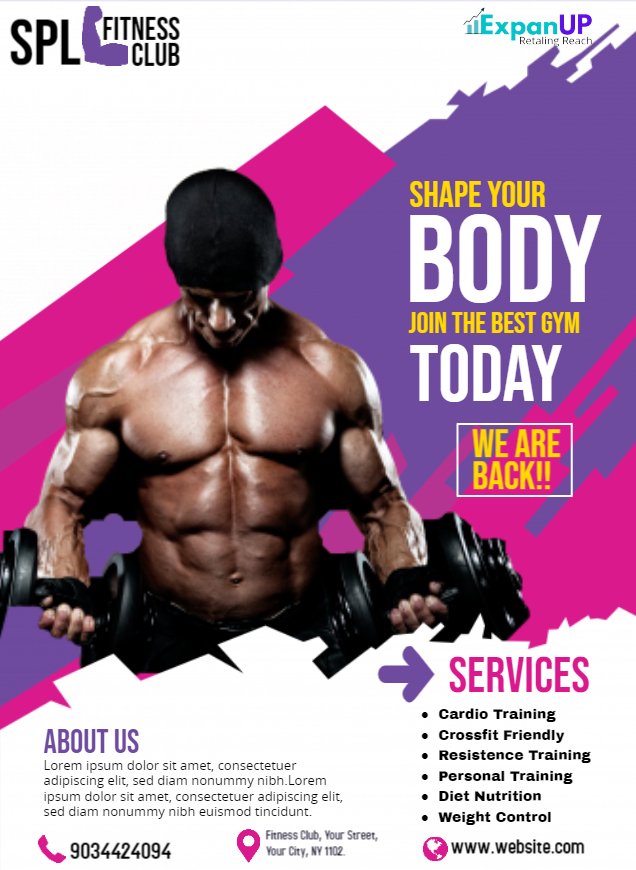 SPL FITNESS
CLUB
ExpanUP
Retaling Reach
SHAPE YOUR
BODY
JOIN THE BEST GYM
TODAY
WE ARE
BACK!!
SERVICES
• Cardio Training
• Crossfit Friendly
• Resistence Training
• Personal Training
• Diet Nutrition
• Weight Control
ABOUT US
Lorem ipsum dolor sit amet, consectetuer
adipiscing elit, sed diam nonummy nibh.Lorem
ipsum dolor sit amet, consectetuer adipiscing elit,
sed diam nonummy nibh euismod tincidunt.
9034424094
Fitness Club, Your Street,
Your City, NY 1102.
www.website.com